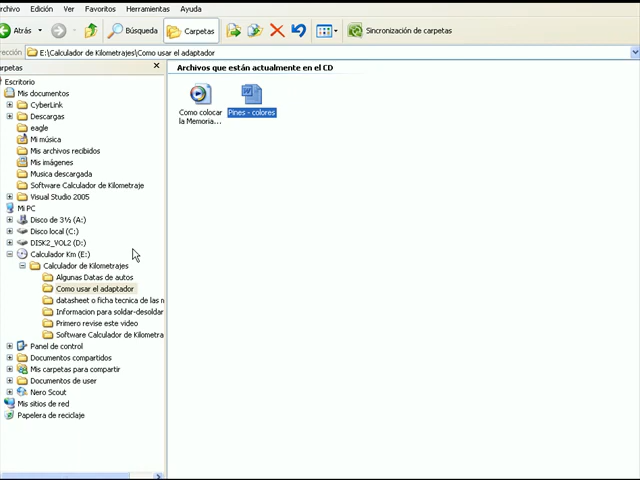 rchivo Edición Ver Favoritos Herramientas Ayuda
Atrás Búsqueda Carpetas Sincronización de carpetas
rección E:\Calculador de Kilometrajes\Como usar el adaptador
rpetas
Archivos que están actualmente en el CD
Como colocar
la Memoria...
Pines - colores
Escritorio
Mis documentos
CyberLink
Descargas
eagle
Mi música
Mis archivos recibidos
Mis imágenes
Musica descargada
Software Calculador de Kilometraje
Visual Studio 2005
Mi PC
Disco de 3½ (A:)
Disco local (C:)
DISK2_VOL2 (D:)
Calculador Km (E:)
Calculador de Kilometrajes
Algunas Datas de autos
Como usar el adaptador
datasheet o ficha tecnica de las n
Informacion para soldar-desoldar
Primero revise este video
Software Calculador de Kilometra
Panel de control
Documentos compartidos
Mis carpetas para compartir
Documentos de user
Nero Scout
Mis sitios de red
Papelera de reciclaje